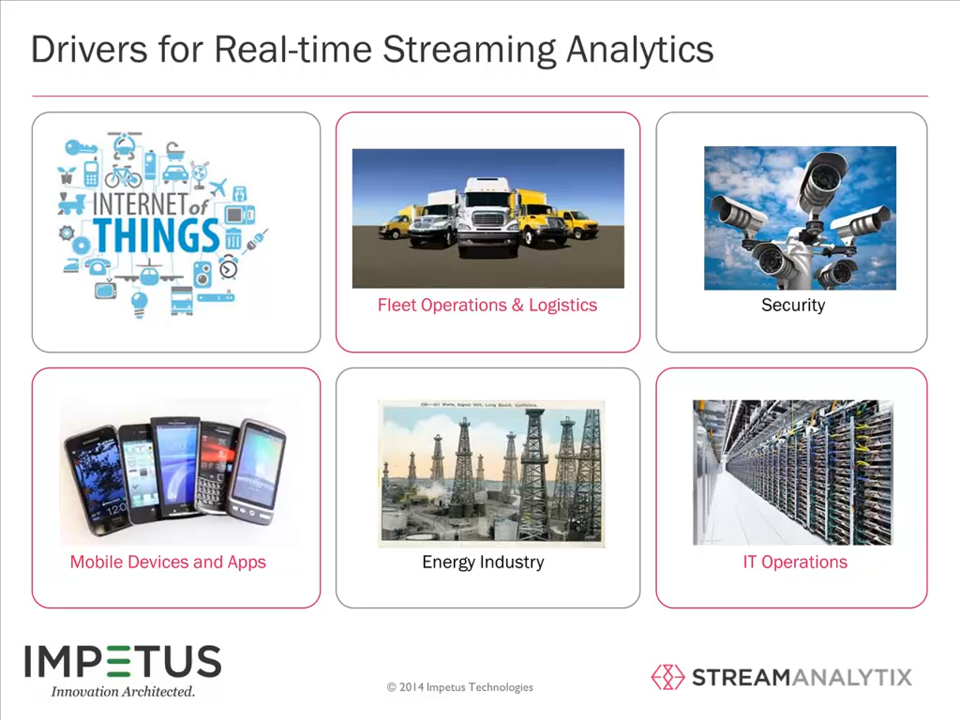 Drivers for Real-time Streaming Analytics
INTERNET of
THINGS
Fleet Operations & Logistics
Security
Mobile Devices and Apps
Energy Industry
IT Operations
IMPETUS
Innovation Architected.
© 2014 Impetus Technologies
STREAMANALYTIX